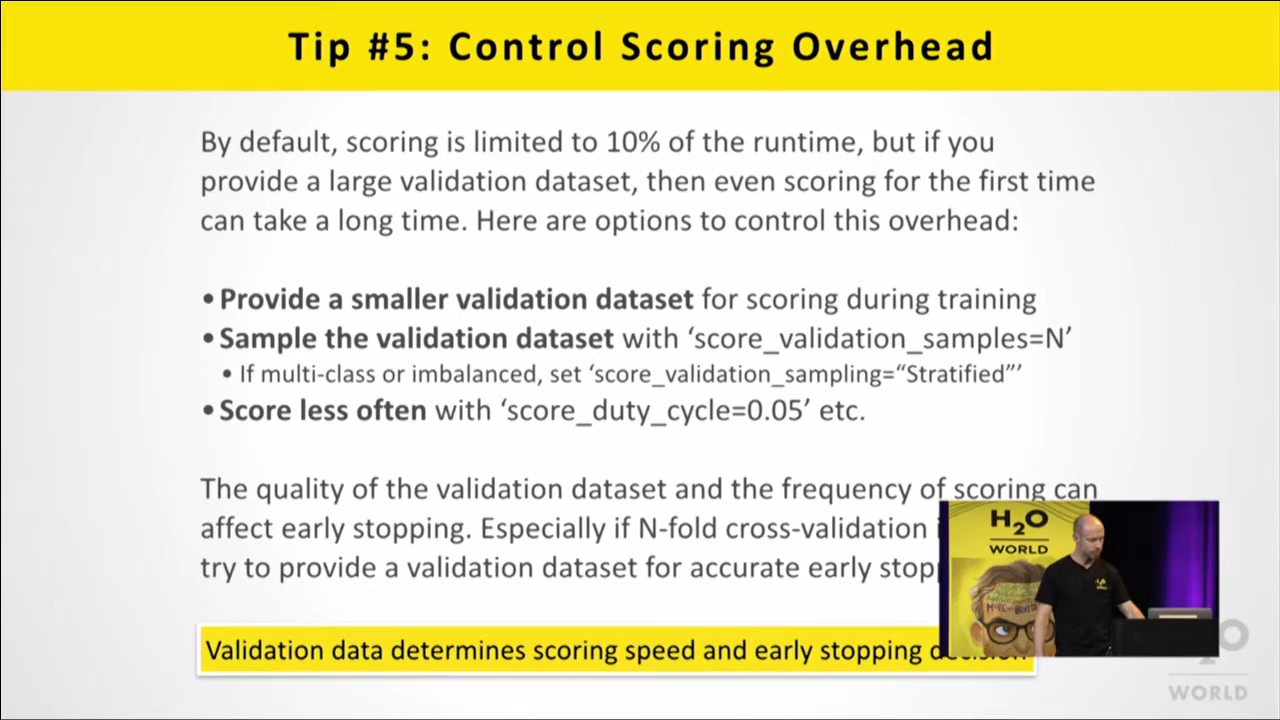 Tip #5: Control Scoring Overhead
By default, scoring is limited to 10% of the runtime, but if you
provide a large validation dataset, then even scoring for the first time
can take a long time. Here are options to control this overhead:
• Provide a smaller validation dataset for scoring during training
• Sample the validation dataset with ‘score_validation_samples=N’
• If multi-class or imbalanced, set ‘score_validation_sampling=“Stratified”’
• Score less often with ‘score_duty_cycle=0.05’ etc.
The quality of the validation dataset and the frequency of scoring can
affect early stopping. Especially if N-fold cross-validation
try to provide a validation dataset for accurate early
Validation data determines scoring speed and early stopping
H2O
WORLD
H2O
WORLD